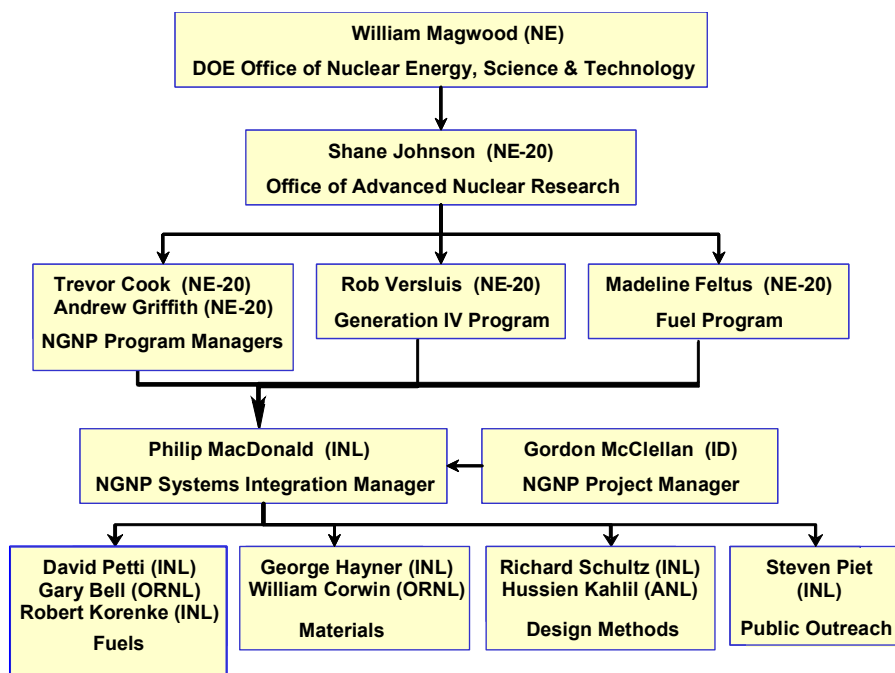 William Magwood (NE)
DOE Office of Nuclear Energy, Science & Technology
Shane Johnson (NE-20)
Office of Advanced Nuclear Research
Trevor Cook (NE-20)
Andrew Griffith (NE-20)
NGNP Program Managers
Rob Versluis (NE-20)
Generation IV Program
Madeline Feltus (NE-20)
Fuel Program
Philip MacDonald (INL)
NGNP Systems Integration Manager
Gordon McClellan (ID)
NGNP Project Manager
David Petti (INL)
Gary Bell (ORNL)
Robert Korenke (INL)
Fuels
George Hayner (INL)
William Corwin (ORNL)
Materials
Richard Schultz (INL)
Hussien Kahlil (ANL)
Design Methods
Steven Piet
(INL)
Public Outreach